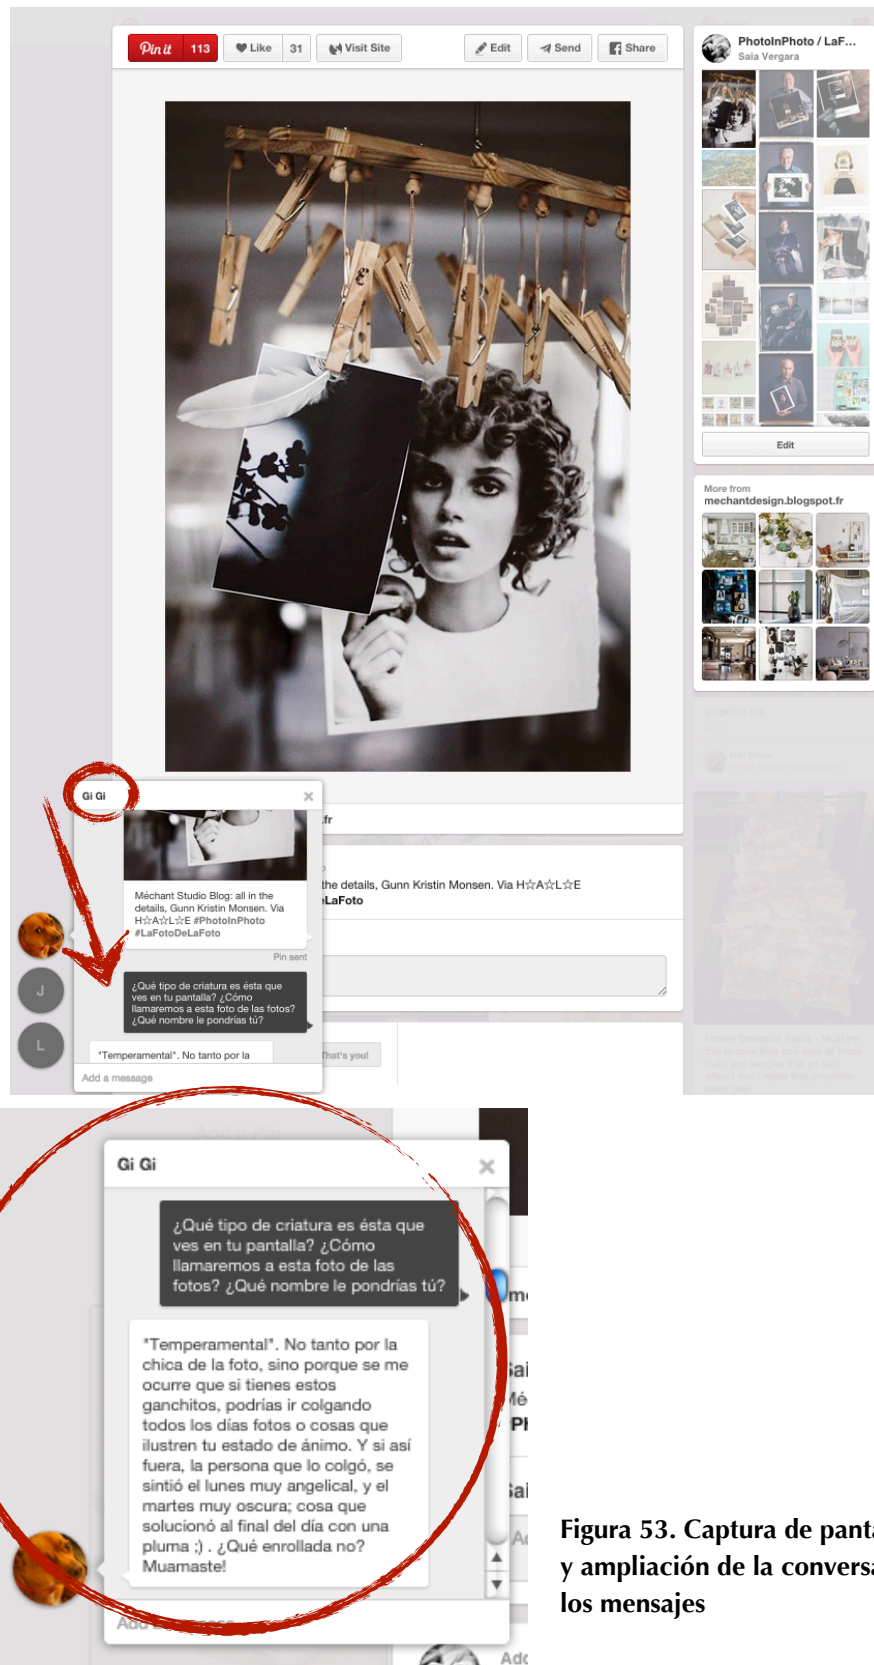 Pin it 113 Like 31 Visit Site Edit Send Share
PhotoInPhoto / LaF...
Saia Vergara
Edit
More from
mechantdesign.blogspot.fr
.fr
the details, Gunn Kristin Monsen. Via H☆A☆L☆E
eLaFoto
That's you!
Gi Gi
Méchant Studio Blog: all in the
details, Gunn Kristin Monsen. Via
H☆A☆L☆E #PhotoInPhoto
#LaFotoDeLaFoto
Pin sent
J
L
¿Qué tipo de criatura es ésta que
ves en tu pantalla? ¿Cómo
llamaremos a esta foto de las fotos?
¿Qué nombre le pondrías tú?
"Temperamental". No tanto por la
Add a message
Gi Gi
¿Qué tipo de criatura es ésta que
ves en tu pantalla? ¿Cómo
llamaremos a esta foto de las
fotos? ¿Qué nombre le pondrías tú?
"Temperamental". No tanto por la
chica de la foto, sino porque se me
ocurre que si tienes estos
ganchitos, podrías ir colgando
todos los días fotos o cosas que
ilustren tu estado de ánimo. Y si así
fuera, la persona que lo colgó, se
sintió el lunes muy angelical, y el
martes muy oscura; cosa que
solucionó al final del día con una
pluma ;) . ¿Qué enrollada no?
Muamaste!
Sai
Mé
Sai
Add
Figura 53. Captura de panta
y ampliación de la conversa
los mensajes